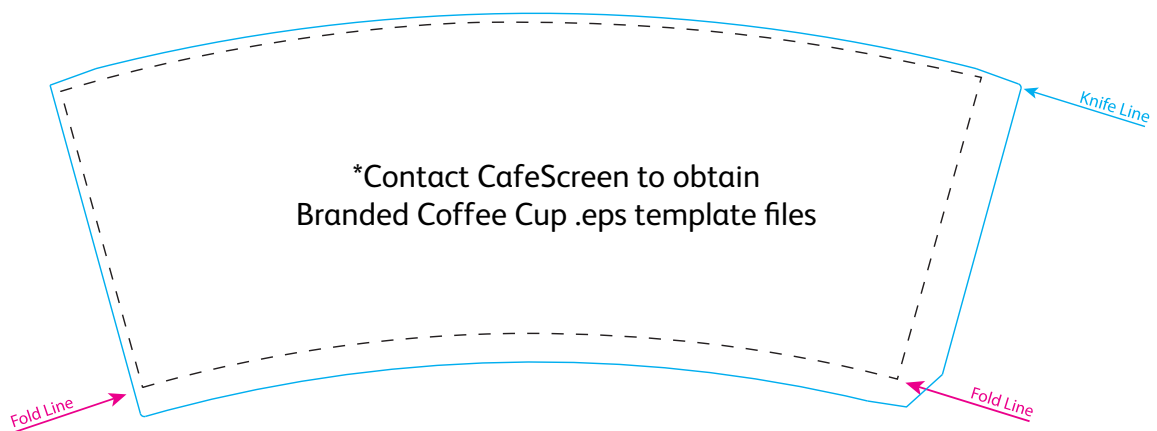 Knife Line
*Contact CafeScreen to obtain
Branded Coffee Cup .eps template files
Fold Line
Fold Line